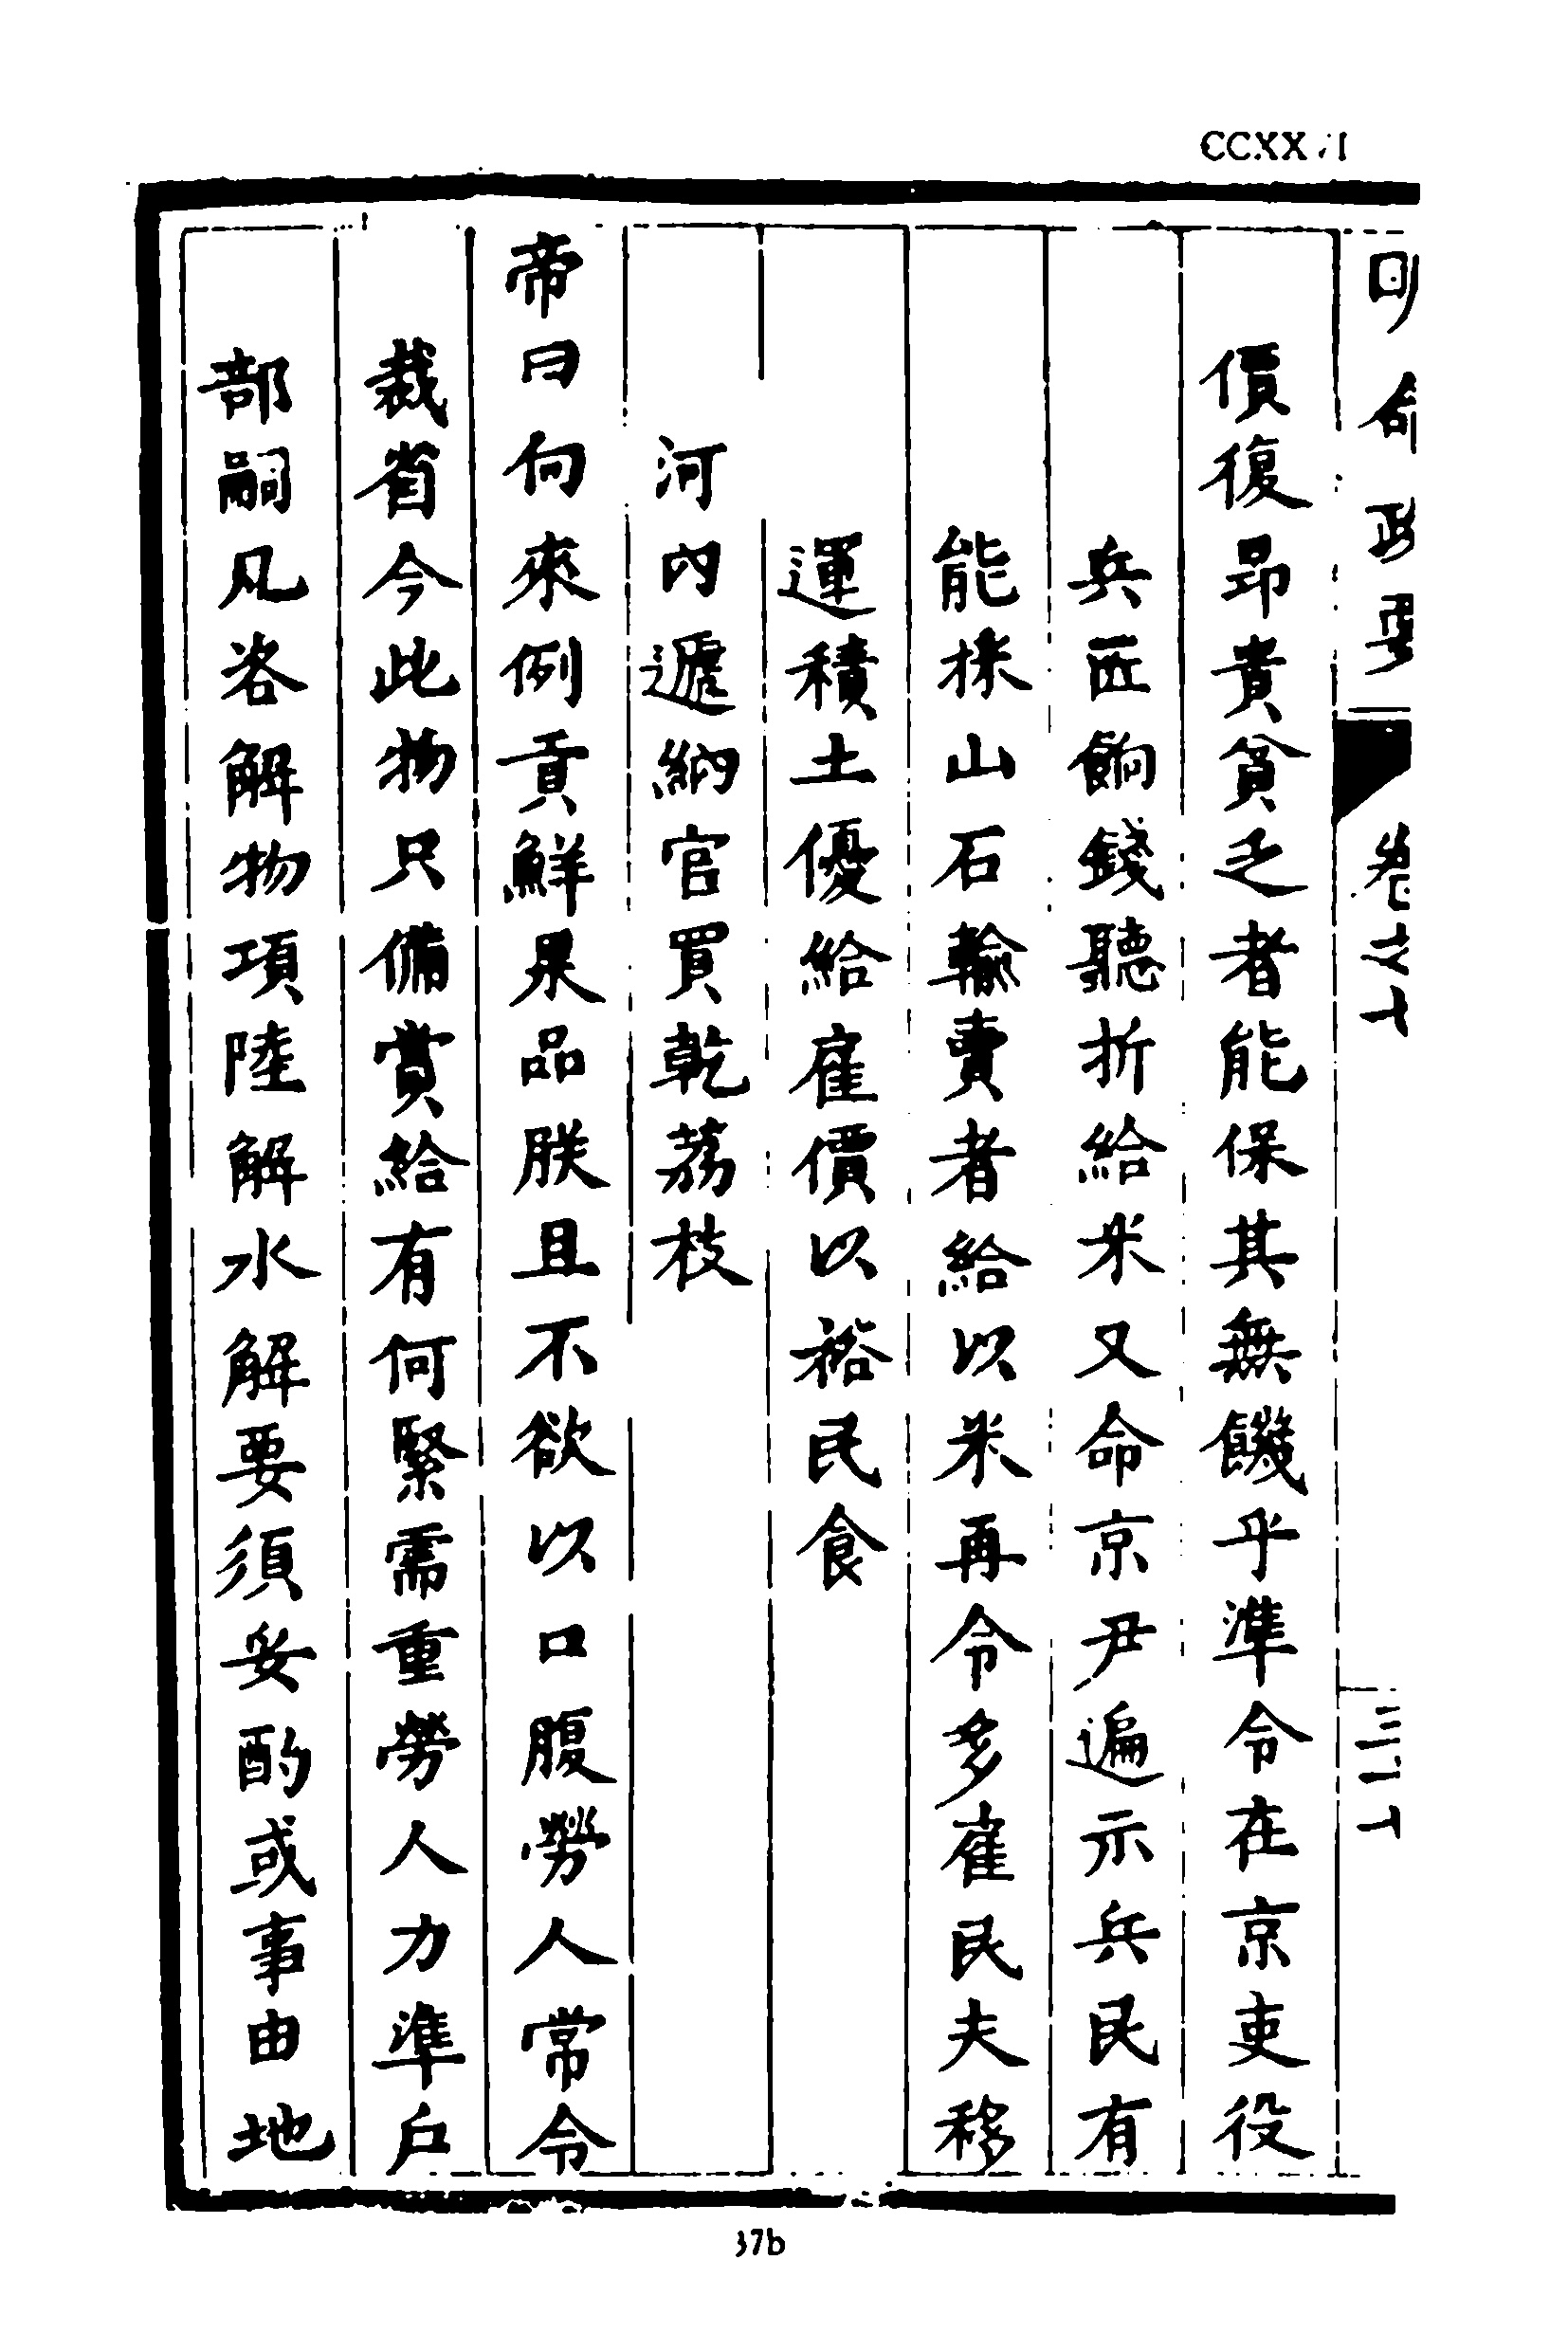 CCXX
明命政要
卷之十
三十
價復昂貴貧乏者能保其無饑乎準令在京吏役
兵匠餉錢聽折給米又命京尹遍示兵民有
能採山石輸賣者給以米再令多雇民夫移
運積土優給雇價以裕民食
河內遞納官買乾荔枝
帝曰向來例貢鮮果品朕且不欲以口腹勞人常令
裁省今此物只備賞給有何緊需重勞人力準戶
部嗣凡咨解物項陸解水解要須妥酌或事由地
37b